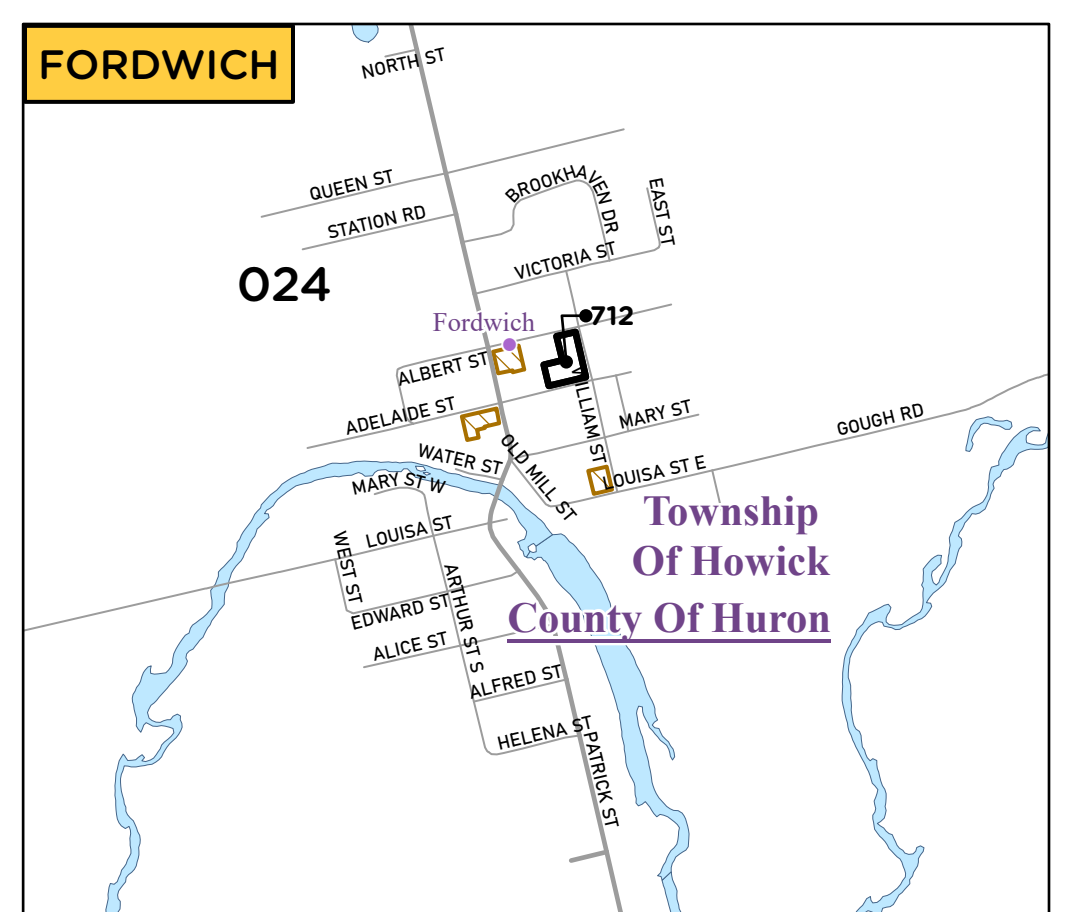 FORDWICH
NORTH ST
QUEEN ST
BROOKHAVEN DR
EAST ST
STATION RD
VICTORIA ST
024
712
Fordwich
ALBERT ST
WILLIAM ST
ADELAIDE ST
MARY ST
GOUGH RD
OLD MILL ST
WATER ST
LOUISA ST E
MARY ST W
Township
Of Howick
County Of Huron
LOUISA ST
WEST ST
ARTHUR ST S
EDWARD ST
ALICE ST
ALFRED ST
HELENA ST
PATRICK ST